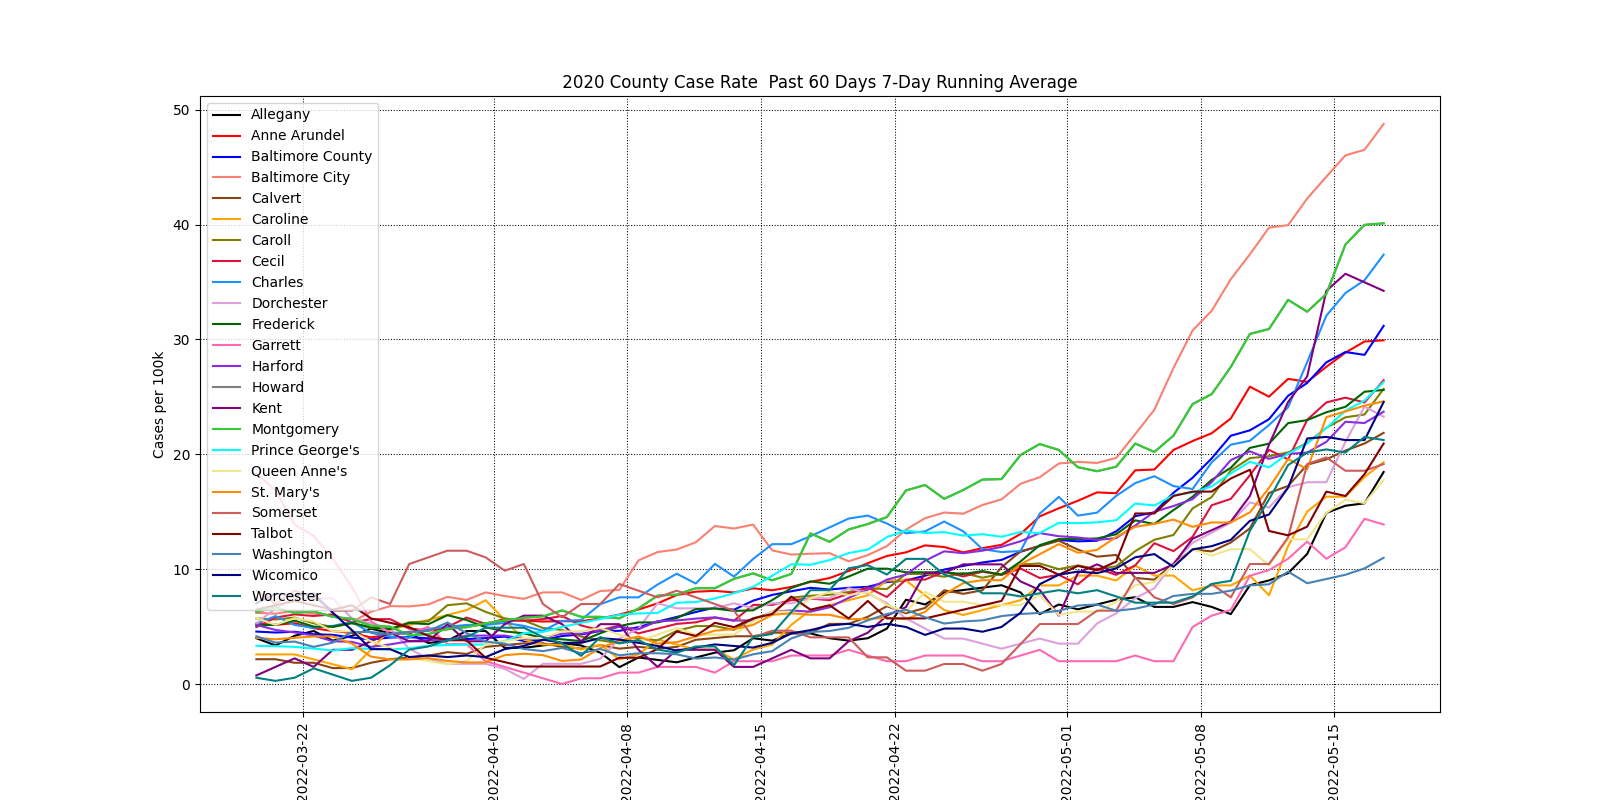 2020 County Case Rate  Past 60 Days 7-Day Running Average
Cases per 100k
50
40
30
20
10
0
Allegany
Anne Arundel
Baltimore County
Baltimore City
Calvert
Caroline
Caroll
Cecil
Charles
Dorchester
Frederick
Garrett
Harford
Howard
Kent
Montgomery
Prince George's
Queen Anne's
St. Mary's
Somerset
Talbot
Washington
Wicomico
Worcester
2022-03-22
2022-04-01
2022-04-08
2022-04-15
2022-04-22
2022-05-01
2022-05-08
2022-05-15